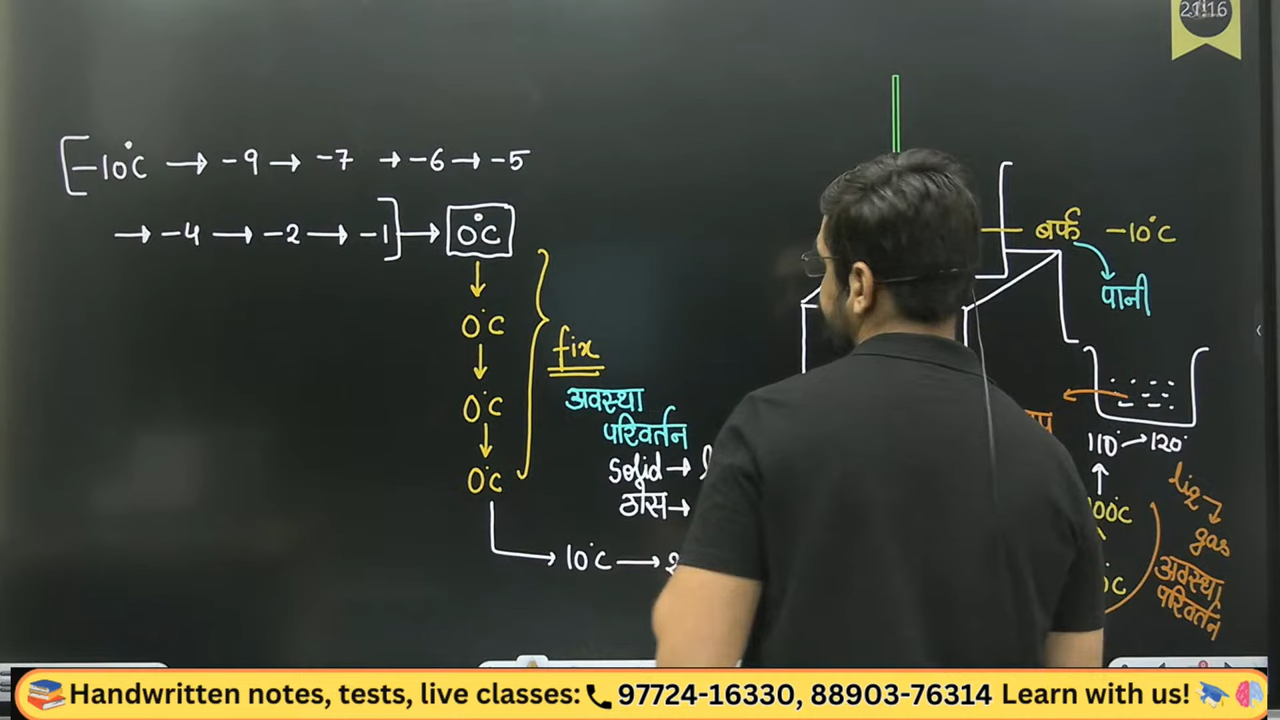 21:16
[-10°C → -9 → -7 → -6 → -5
→ -4 → -2 → -1] → 0°C
↓
0°C
↓
0°C
↓
0°C
fix
अवस्था
परिवर्तन
Solid →
ठोस →
10°C →
बर्फ -10°C
पानी
110° → 120°
↑
liq →
gas
अवस्था
परिवर्तन
Handwritten notes, tests, live classes: 97724-16330, 88903-76314 Learn with us!